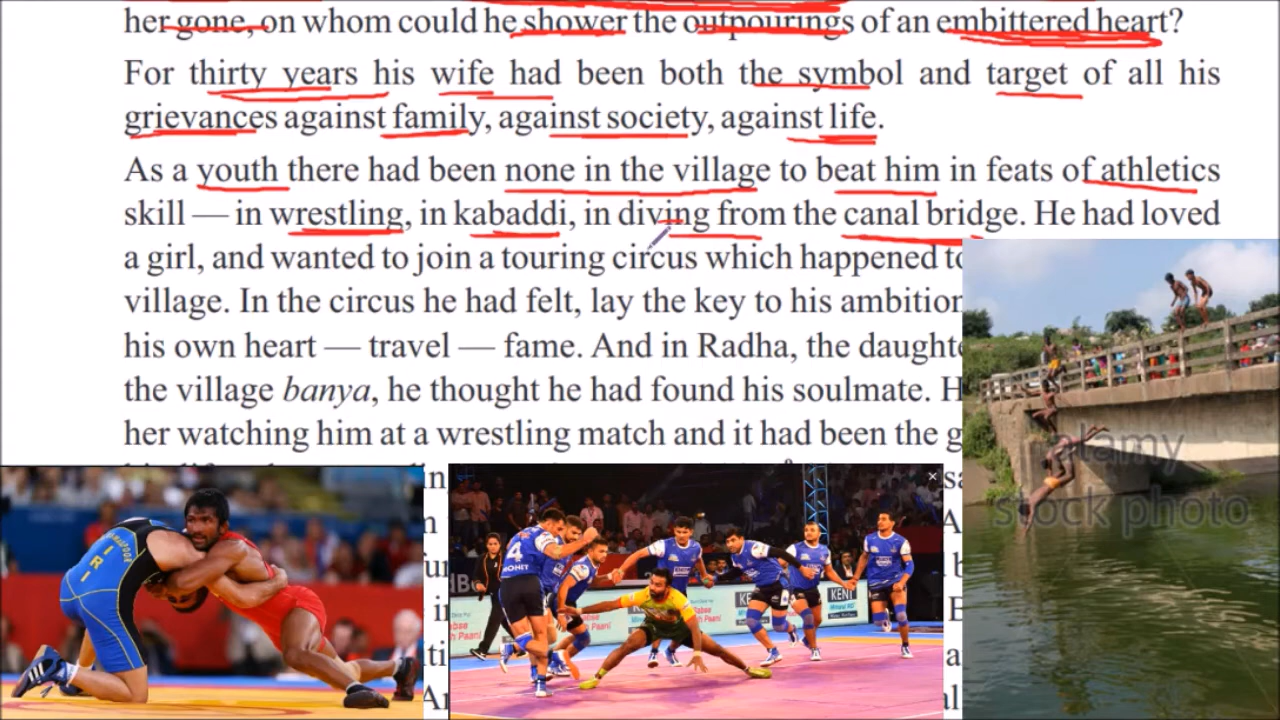 her gone, on whom could he shower the outpourings of an embittered heart?
For thirty years his wife had been both the symbol and target of all his
grievances against family, against society, against life.
As a youth there had been none in the village to beat him in feats of athletics
skill — in wrestling, in kabaddi, in diving from the canal bridge. He had loved
a girl, and wanted to join a touring circus which happened to
village. In the circus he had felt, lay the key to his ambition
his own heart — travel — fame. And in Radha, the daughte
the village banya, he thought he had found his soulmate. H
her watching him at a wrestling match and it had been the g
alamy
stock photo
IRI
4
MOHIT
KENT